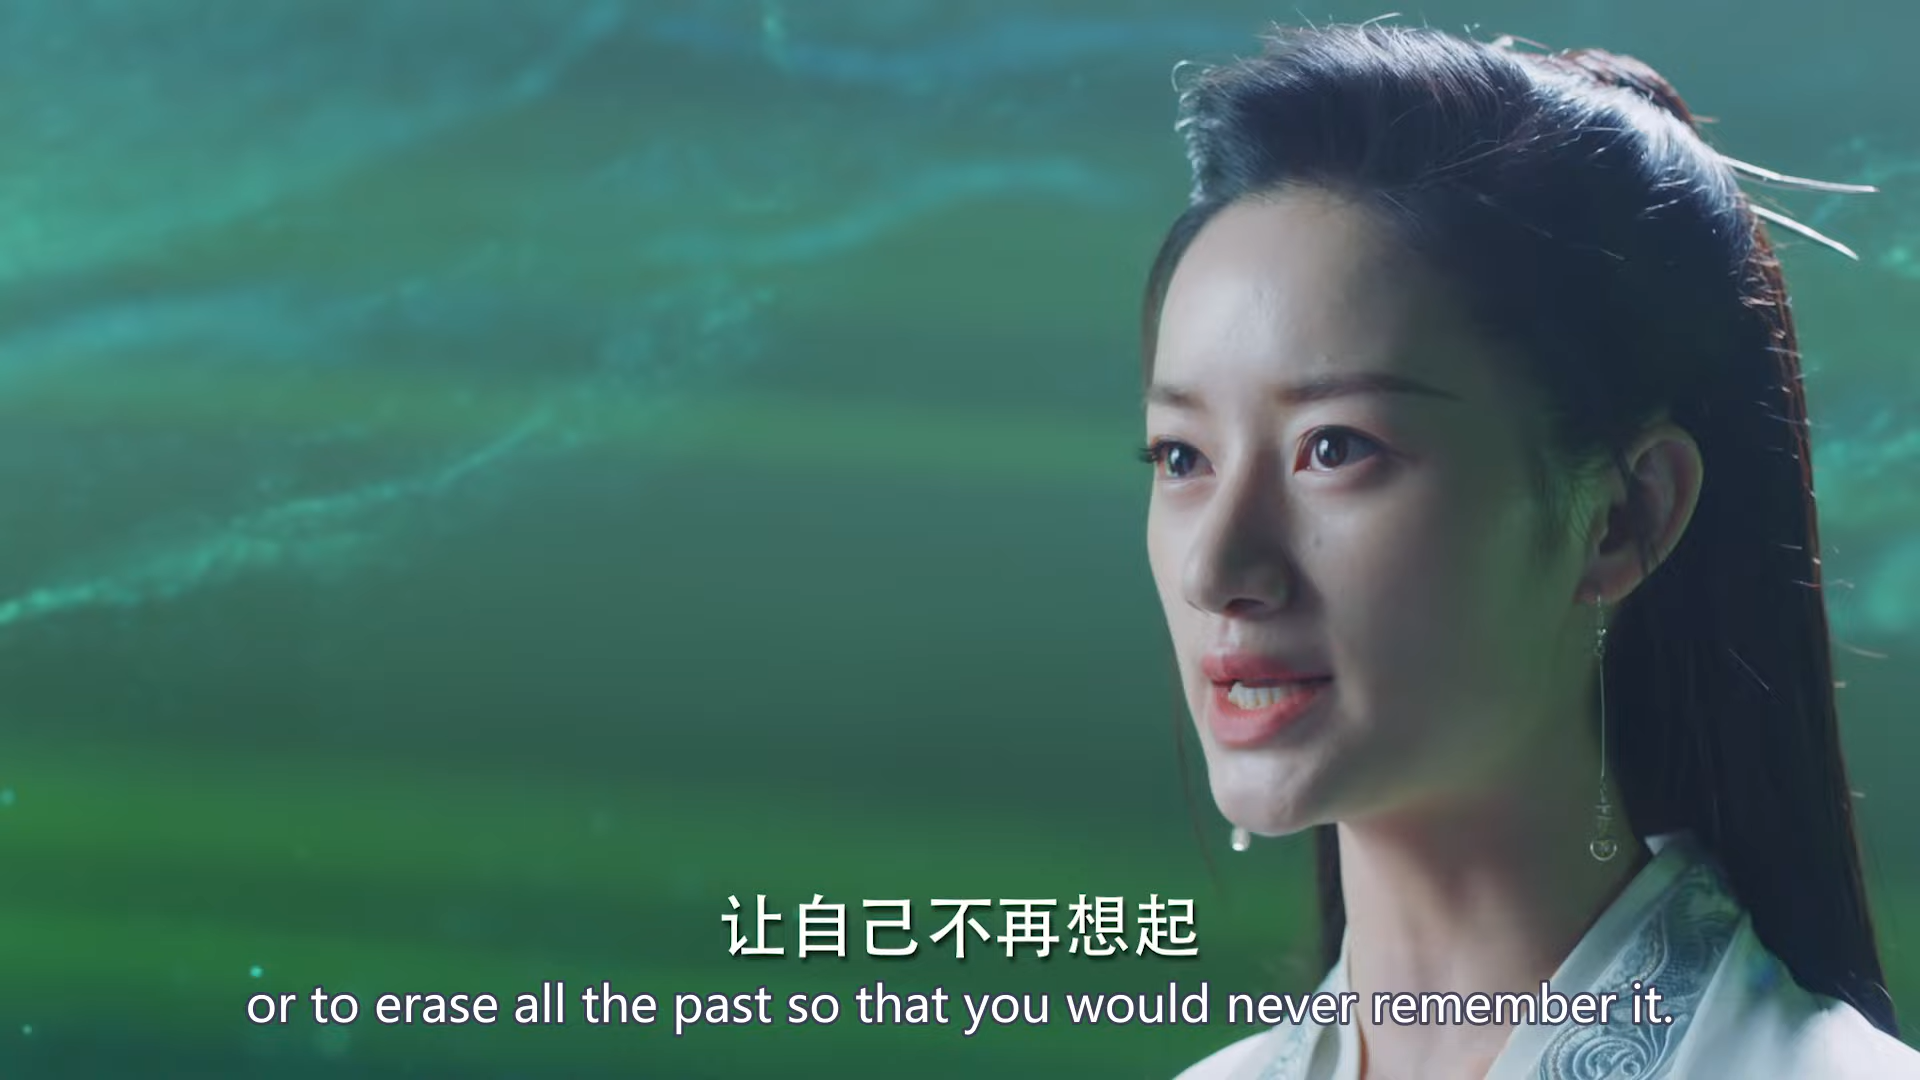 让自己不再想起
or to erase all the past so that you would never remember it.